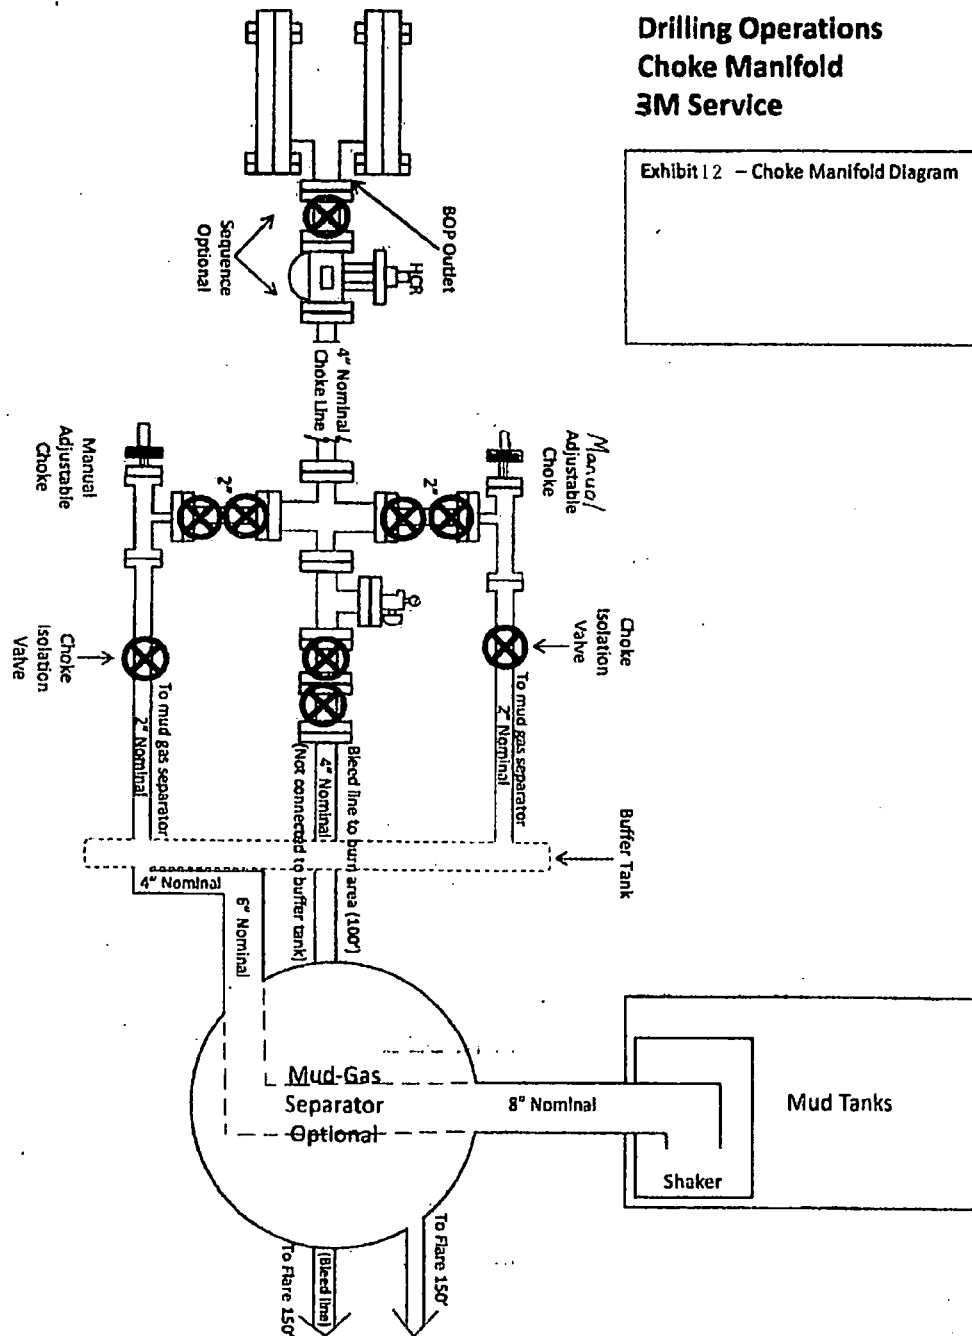 Drilling Operations
Choke Manifold
3M Service
Exhibit 12 – Choke Manifold Diagram
BOP Outlet
HCR
Sequence
Optional
4" Nominal
Choke Line
Manual
Adjustable
Choke
2"
2"
Manual
Adjustable
Choke
Choke
Isolation
Valve
Choke
Isolation
Valve
To mud gas separator
2" Nominal
Bleed line to burn area (100')
4" Nominal
(Not connected to buffer tank)
To mud gas separator
2" Nominal
Buffer Tank
4" Nominal
6" Nominal
Mud-Gas
Separator
Optional
8" Nominal
Mud Tanks
Shaker
To Flare 150'
(Bleed line)
To Flare 150'